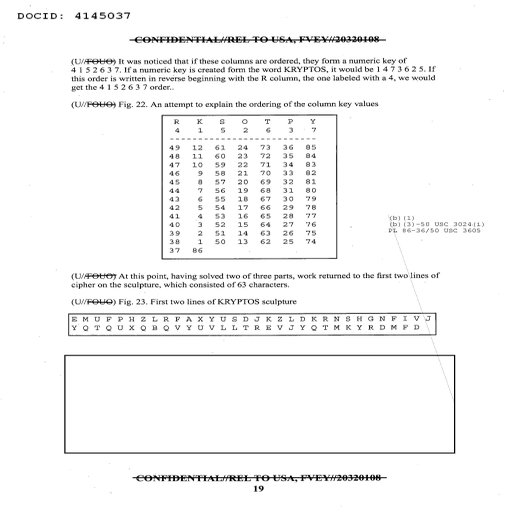 DOCID: 4145037
CONFIDENTIAL//REL TO USA, FVEY//20320108
(U//FOUO) It was noticed that if these columns are ordered, they form a numeric key of
4 1 5 2 6 3 7. If a numeric key is created form the word KRYPTOS, it would be 1 4 7 3 6 2 5. If
this order is written in reverse beginning with the R column, the one labeled with a 4, we would
get the 4 1 5 2 6 3 7 order..
(U//FOUO) Fig. 22. An attempt to explain the ordering of the column key values
R K S O T P Y
4 1 5 2 6 3 7
- - - - - - - - - - - - - - - - - - - - - -
49 12 61 24 73 36 85
48 11 60 23 72 35 84
47 10 59 22 71 34 83
46 9 58 21 70 33 82
45 8 57 20 69 32 81
44 7 56 19 68 31 80
43 6 55 18 67 30 79
42 5 54 17 66 29 78
41 4 53 16 65 28 77
40 3 52 15 64 27 76
39 2 51 14 63 26 75
38 1 50 13 62 25 74
37 86
(b)(1)
(b)(3)-50 USC 3024(i)
PL 86-36/50 USC 3605
(U//FOUO) At this point, having solved two of three parts, work returned to the first two lines of
cipher on the sculpture, which consisted of 63 characters.
(U//FOUO) Fig. 23. First two lines of KRYPTOS sculpture
E M U F P H Z L R F A X Y U S D J K Z L D K R N S H G N F I V J
Y Q T Q U X Q B Q V Y U V L L T R E V J Y Q T M K Y R D M F D
CONFIDENTIAL//REL TO USA, FVEY//20320108
19